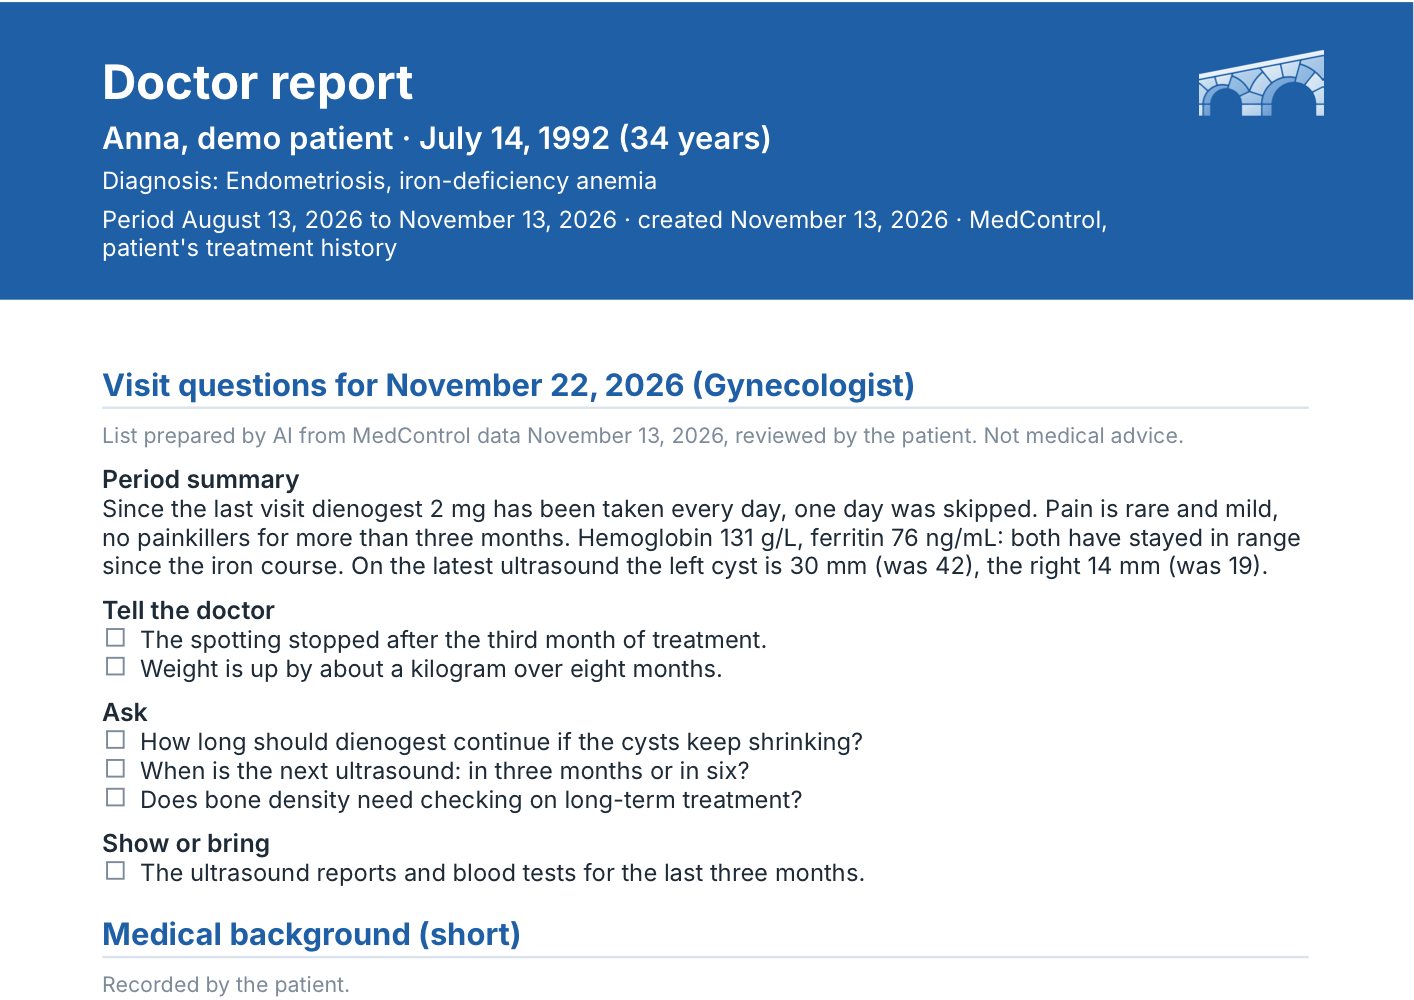 Doctor report
Anna, demo patient · July 14, 1992 (34 years)
Diagnosis: Endometriosis, iron-deficiency anemia
Period August 13, 2026 to November 13, 2026 · created November 13, 2026 · MedControl,
patient's treatment history
Visit questions for November 22, 2026 (Gynecologist)
List prepared by AI from MedControl data November 13, 2026, reviewed by the patient. Not medical advice.
Period summary
Since the last visit dienogest 2 mg has been taken every day, one day was skipped. Pain is rare and mild,
no painkillers for more than three months. Hemoglobin 131 g/L, ferritin 76 ng/mL: both have stayed in range
since the iron course. On the latest ultrasound the left cyst is 30 mm (was 42), the right 14 mm (was 19).
Tell the doctor
☐ The spotting stopped after the third month of treatment.
☐ Weight is up by about a kilogram over eight months.
Ask
☐ How long should dienogest continue if the cysts keep shrinking?
☐ When is the next ultrasound: in three months or in six?
☐ Does bone density need checking on long-term treatment?
Show or bring
☐ The ultrasound reports and blood tests for the last three months.
Medical background (short)
Recorded by the patient.